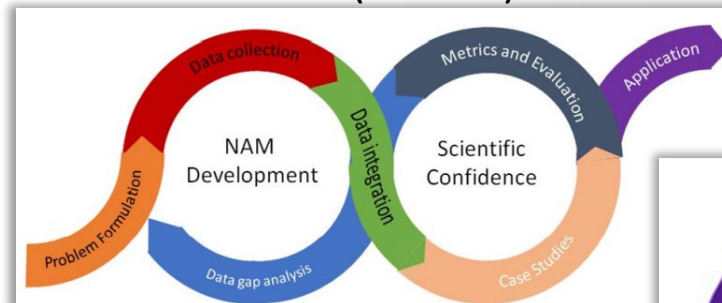 Problem Formulation
Data collection
NAM
Development
Data integration
Data gap analysis
Metrics and Evaluation
Scientific
Confidence
Case Studies
Application